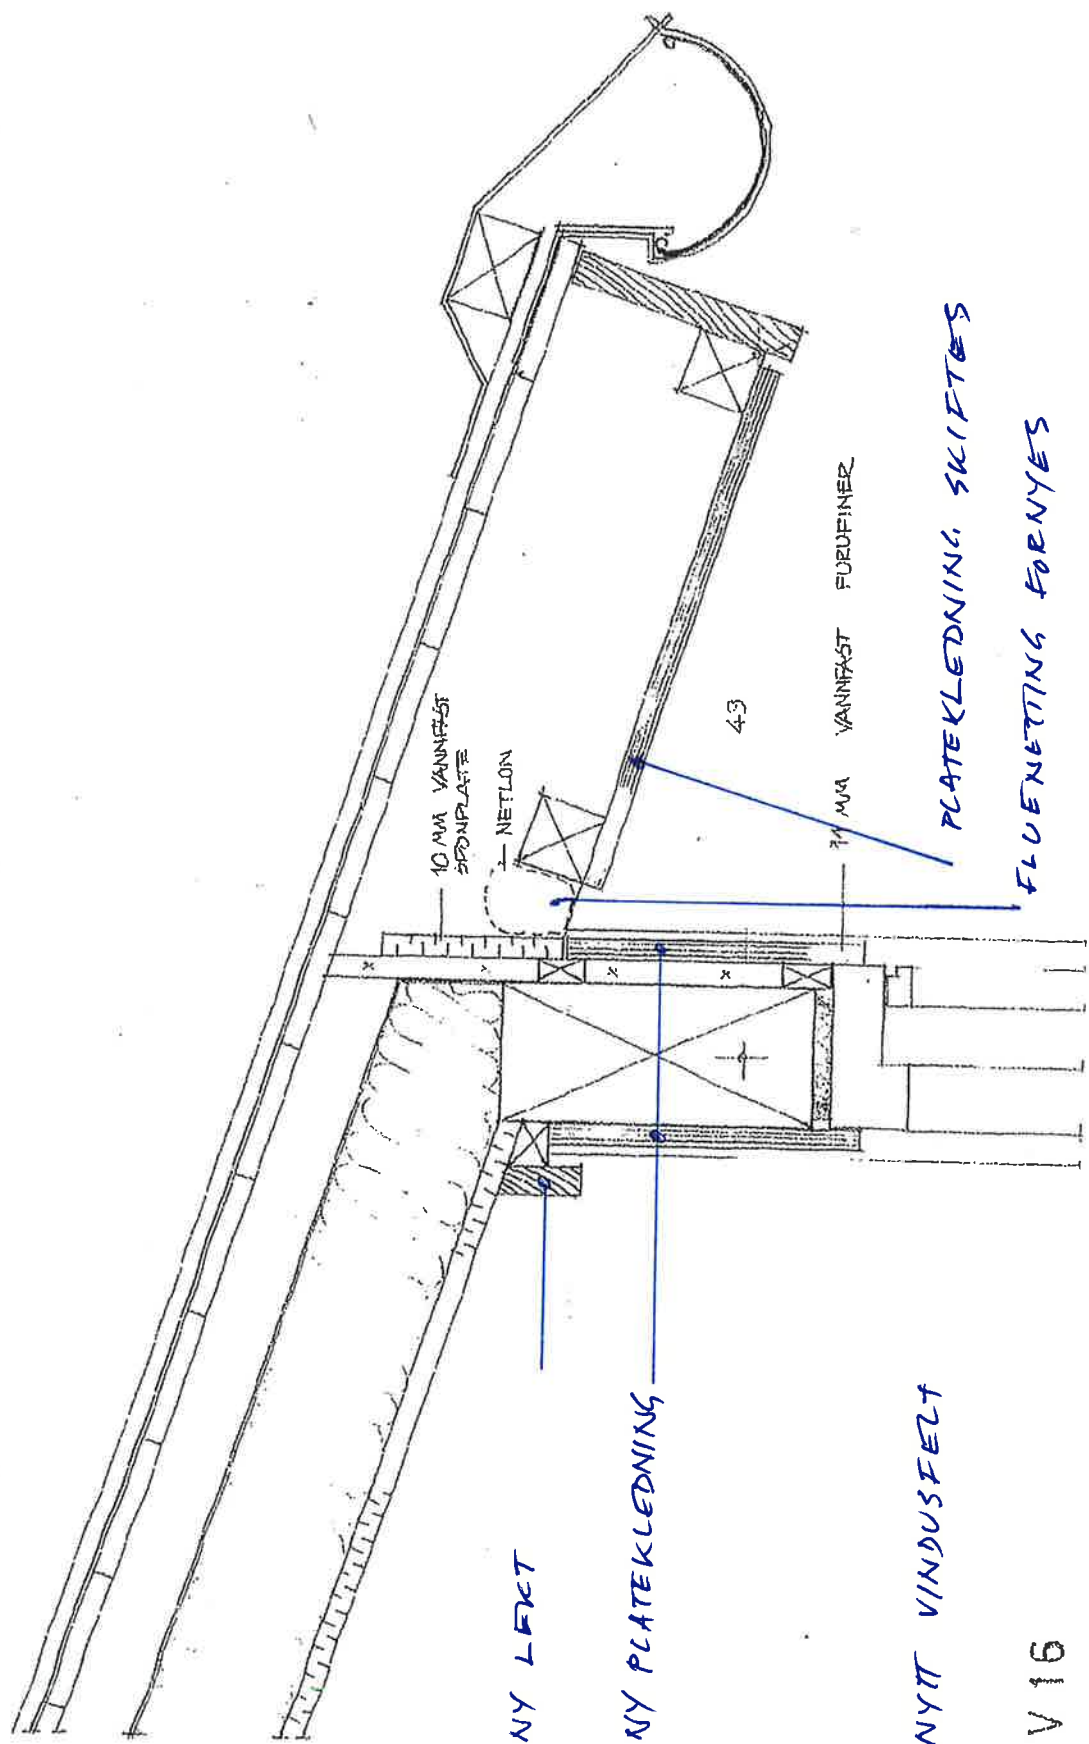 10 MM VANNFAST
SPONPLATE
NETLON
43
MM VANNFAST FURUFINER
PLATEKLEDNING SKIFTES
FLUENETTING FORNYES
NY LEKT
NY PLATEKLEDNING
NYTT VINDUSFELT
V 16